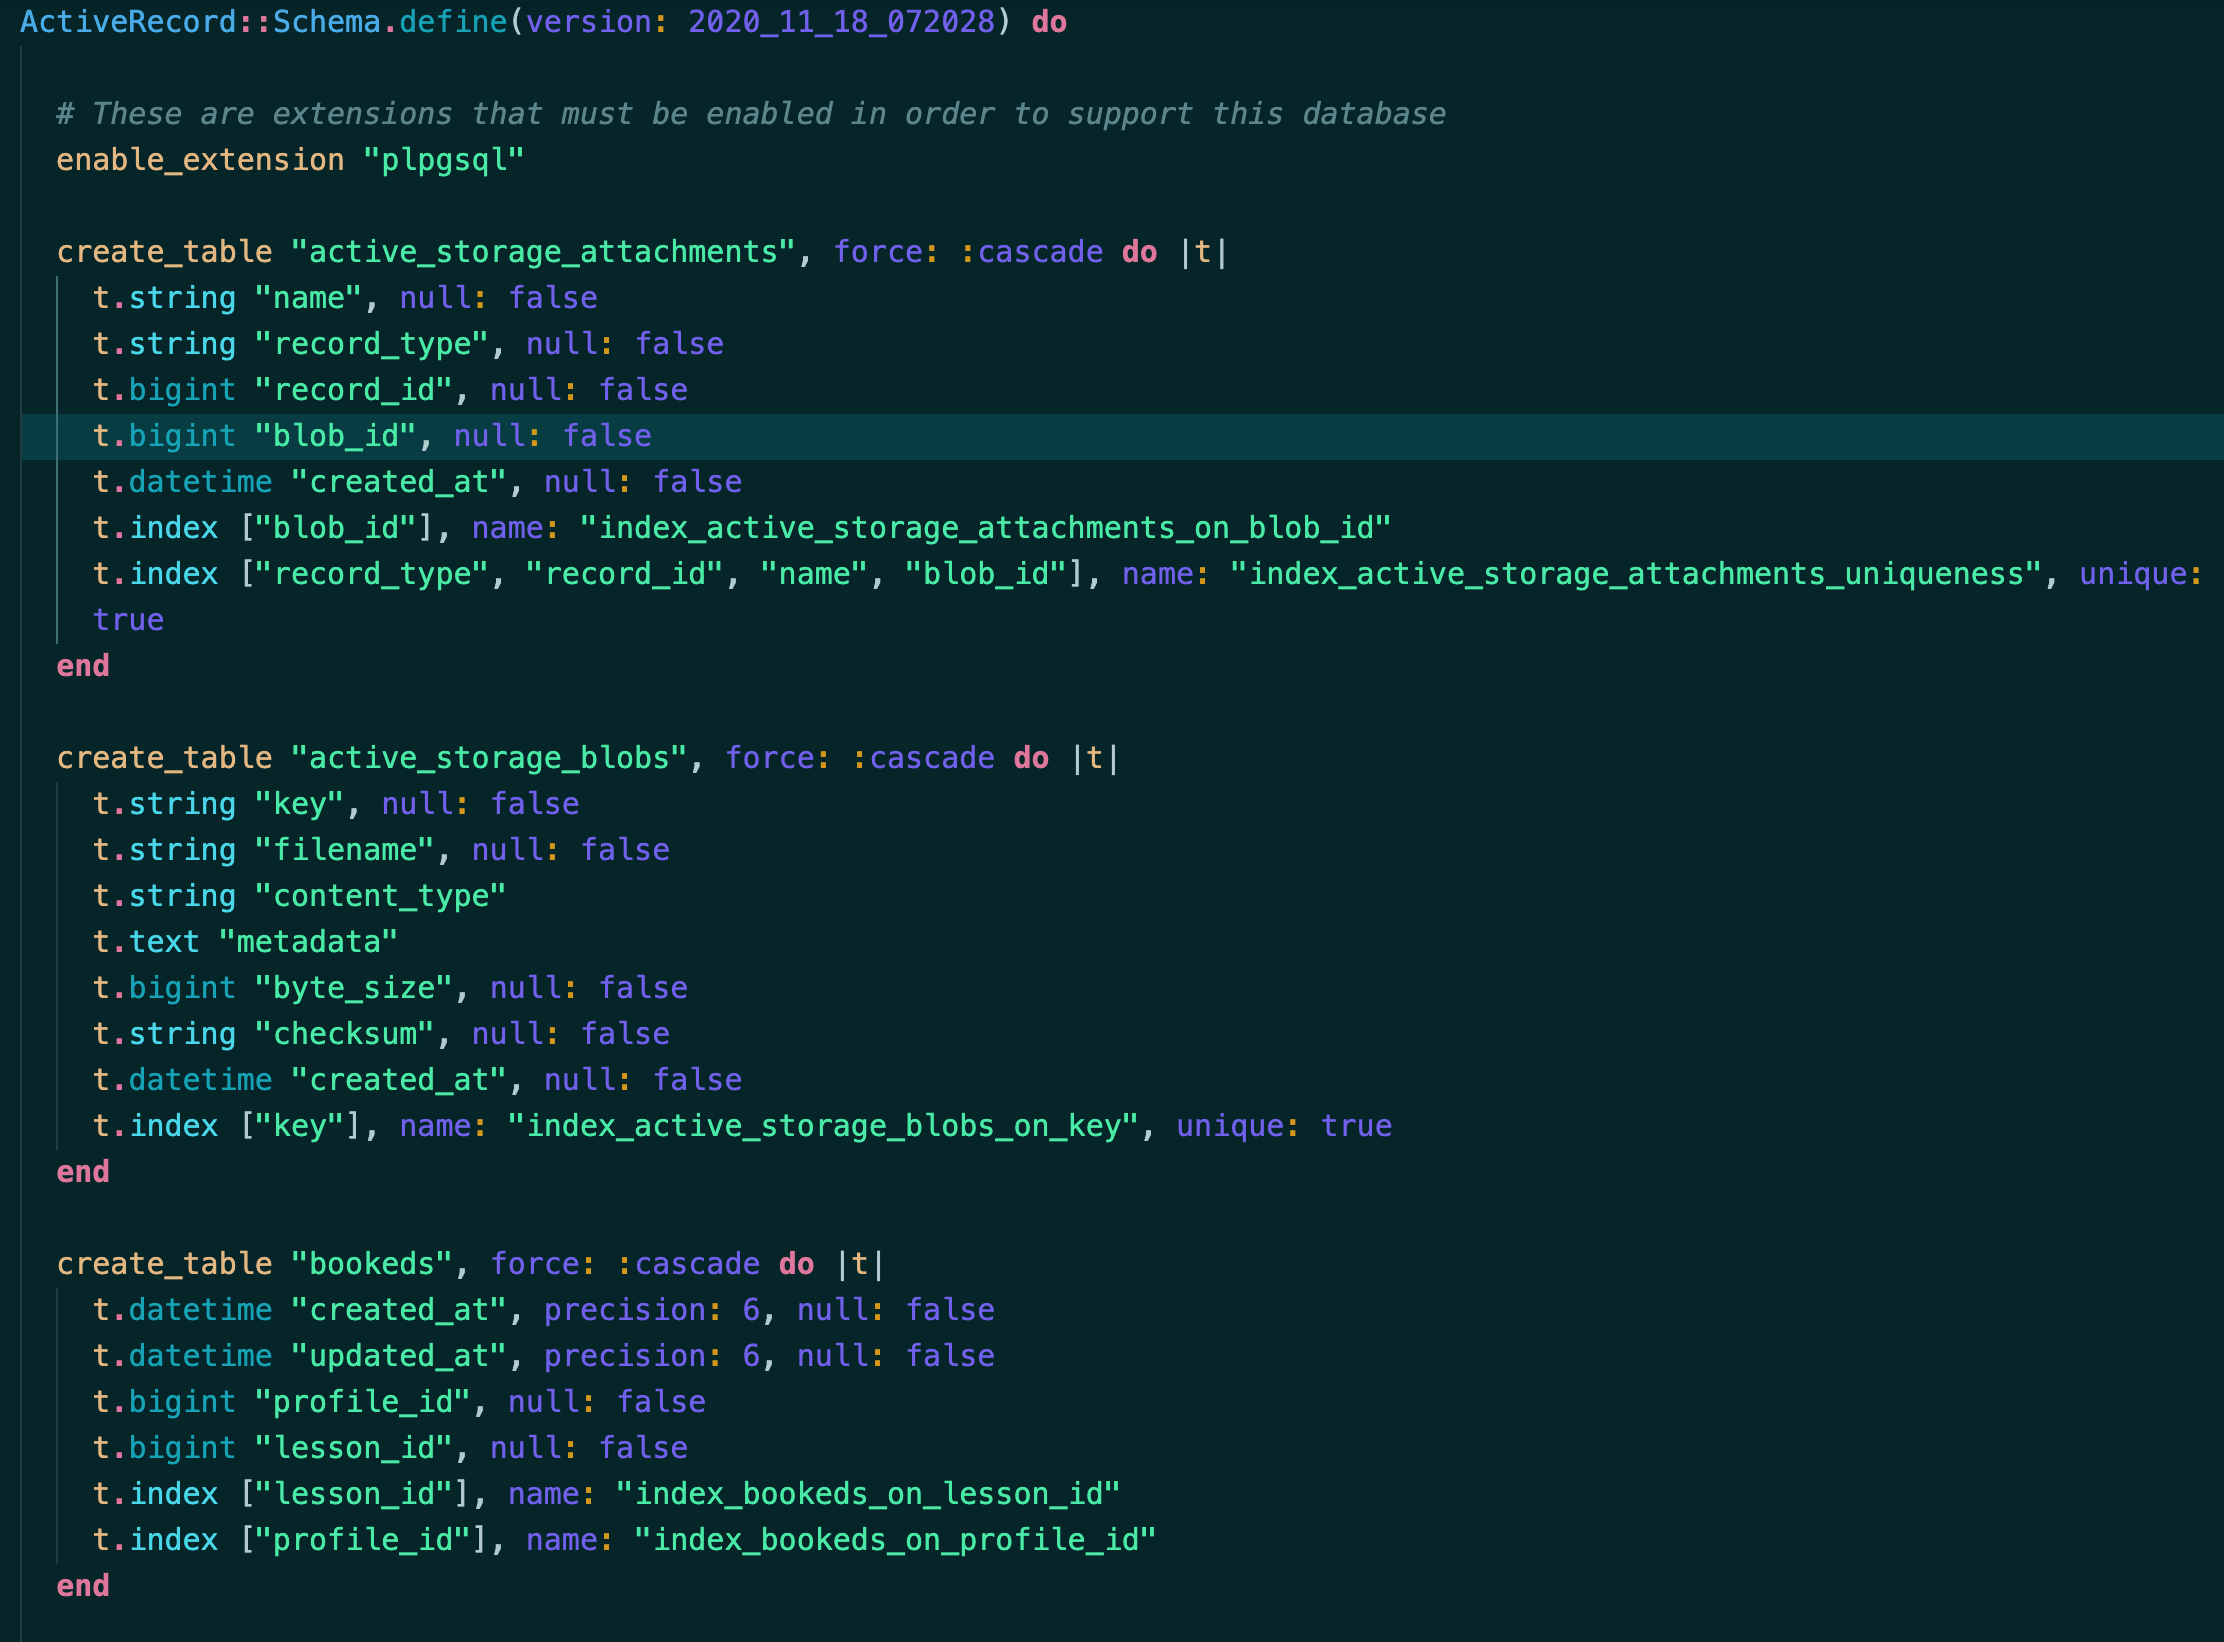 ActiveRecord::Schema.define(version: 2020_11_18_072028) do
# These are extensions that must be enabled in order to support this database
enable_extension "plpgsql"
create_table "active_storage_attachments", force: :cascade do |t|
t.string "name", null: false
t.string "record_type", null: false
t.bigint "record_id", null: false
t.bigint "blob_id", null: false
t.datetime "created_at", null: false
t.index ["blob_id"], name: "index_active_storage_attachments_on_blob_id"
t.index ["record_type", "record_id", "name", "blob_id"], name: "index_active_storage_attachments_uniqueness", unique:
true
end
create_table "active_storage_blobs", force: :cascade do |t|
t.string "key", null: false
t.string "filename", null: false
t.string "content_type"
t.text "metadata"
t.bigint "byte_size", null: false
t.string "checksum", null: false
t.datetime "created_at", null: false
t.index ["key"], name: "index_active_storage_blobs_on_key", unique: true
end
create_table "bookeds", force: :cascade do |t|
t.datetime "created_at", precision: 6, null: false
t.datetime "updated_at", precision: 6, null: false
t.bigint "profile_id", null: false
t.bigint "lesson_id", null: false
t.index ["lesson_id"], name: "index_bookeds_on_lesson_id"
t.index ["profile_id"], name: "index_bookeds_on_profile_id"
end